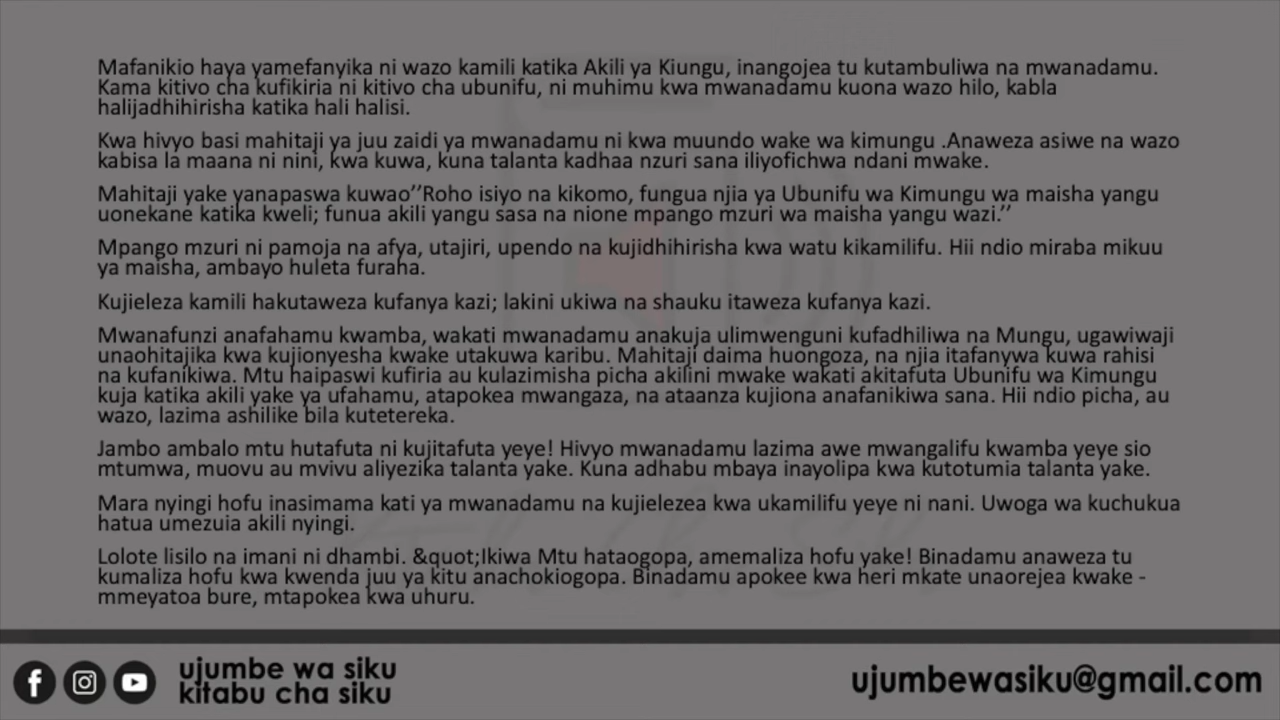 Mafanikio haya yamefanyika ni wazo kamili katika Akili ya Kiungu, inangojea tu kutambuliwa na mwanadamu.
Kama kitivo cha kufikiria ni kitivo cha ubunifu, ni muhimu kwa mwanadamu kuona wazo hilo, kabla
halijadhihirisha katika hali halisi.
Kwa hivyo basi mahitaji ya juu zaidi ya mwanadamu ni kwa muundo wake wa kimungu .Anaweza asiwe na wazo
kabisa la maana ni nini, kwa kuwa, kuna talanta kadhaa nzuri sana iliyofichwa ndani mwake.
Mahitaji yake yanapaswa kuwao’’Roho isiyo na kikomo, fungua njia ya Ubunifu wa Kimungu wa maisha yangu
uonekane katika kweli; funua akili yangu sasa na nione mpango mzuri wa maisha yangu wazi.’’
Mpango mzuri ni pamoja na afya, utajiri, upendo na kujidhihirisha kwa watu kikamilifu. Hii ndio miraba mikuu
ya maisha, ambayo huleta furaha.
Kujieleza kamili hakutaweza kufanya kazi; lakini ukiwa na shauku itaweza kufanya kazi.
Mwanafunzi anafahamu kwamba, wakati mwanadamu anakuja ulimwenguni kufadhiliwa na Mungu, ugawiwaji
unaohitajika kwa kujionyesha kwake utakuwa karibu. Mahitaji daima huongoza, na njia itafanywa kuwa rahisi
na kufanikiwa. Mtu haipaswi kufiria au kulazimisha picha akilini mwake wakati akitafuta Ubunifu wa Kimungu
kuja katika akili yake ya ufahamu, atapokea mwangaza, na ataanza kujiona anafanikiwa sana. Hii ndio picha, au
wazo, lazima ashilike bila kutetereka.
Jambo ambalo mtu hutafuta ni kujitafuta yeye! Hivyo mwanadamu lazima awe mwangalifu kwamba yeye sio
mtumwa, muovu au mvivu aliyezika talanta yake. Kuna adhabu mbaya inayolipa kwa kutotumia talanta yake.
Mara nyingi hofu inasimama kati ya mwanadamu na kujielezea kwa ukamilifu yeye ni nani. Uwoga wa kuchukua
hatua umezuia akili nyingi.
Lolote lisilo na imani ni dhambi. &quot;Ikiwa Mtu hataogopa, amemaliza hofu yake! Binadamu anaweza tu
kumaliza hofu kwa kwenda juu ya kitu anachokiogopa. Binadamu apokee kwa heri mkate unaorejea kwake -
mmeyatoa bure, mtapokea kwa uhuru.
ujumbe wa siku
kitabu cha siku
ujumbewasiku@gmail.com